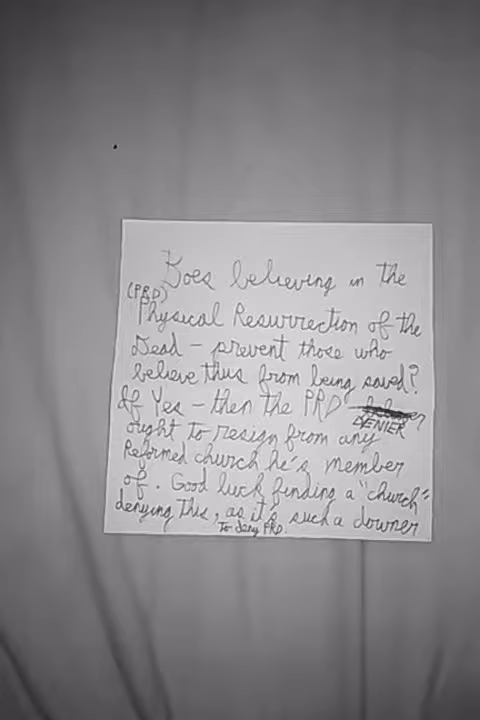 Does believing in the
(PRD)
Physical Resurrection of the
Dead - prevent those who
believe thus from being saved?
If Yes - then the PRD
DENIER
ought to resign from any
Reformed church he's member
of. Good luck finding a "church"
denying this, as it's such a downer
To deny PRD.